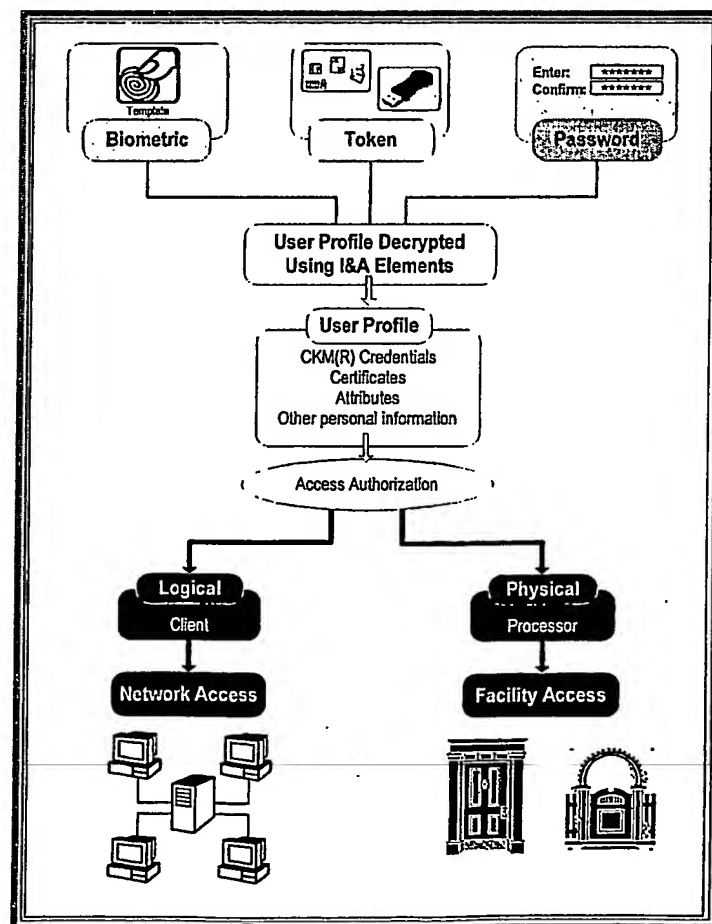 Template
Biometric
Token
Enter: *******
Confirm: *******
Password
User Profile Decrypted
Using I&A Elements
User Profile
CKM(R) Credentials
Certificates
Attributes
Other personal information
Access Authorization
Logical
Client
Physical
Processor
Network Access
Facility Access